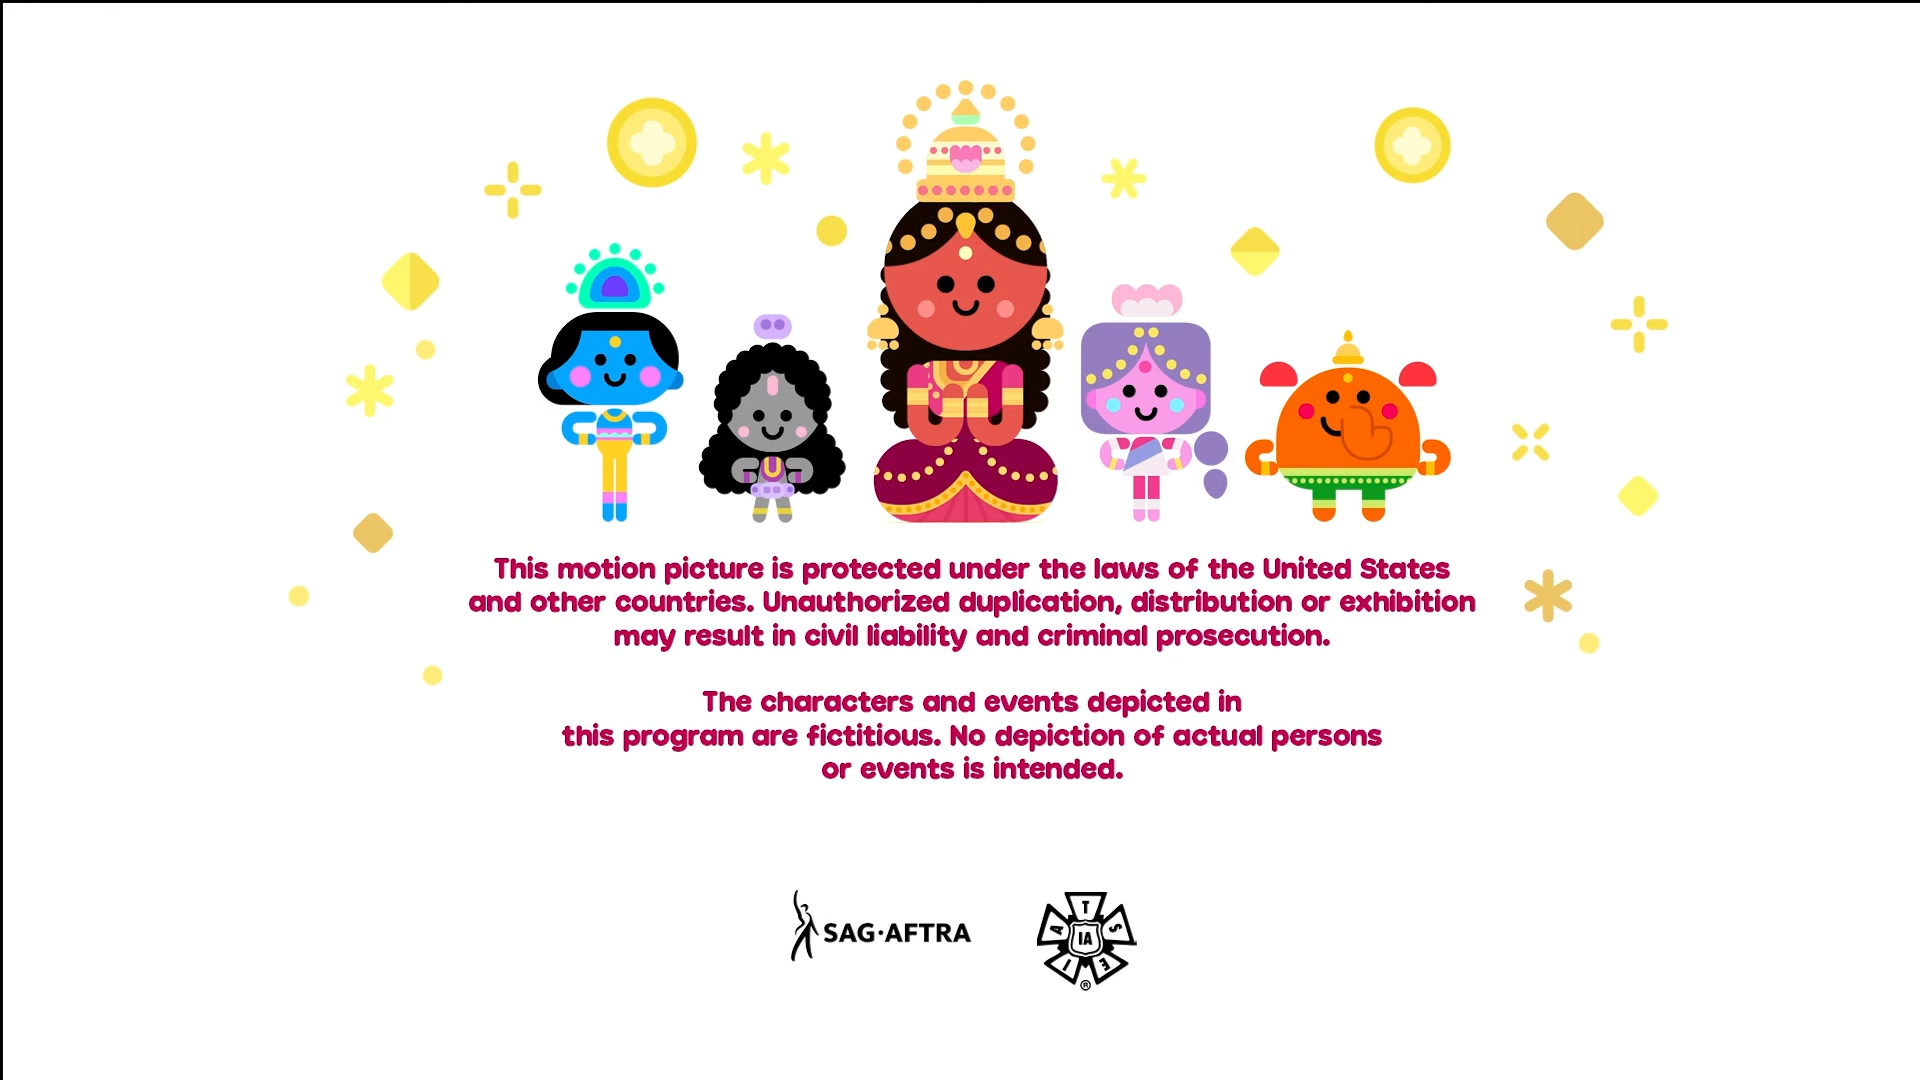 This motion picture is protected under the laws of the United States
and other countries. Unauthorized duplication, distribution or exhibition
may result in civil liability and criminal prosecution.
The characters and events depicted in
this program are fictitious. No depiction of actual persons
or events is intended.
SAG·AFTRA
I A T S E
IA
®